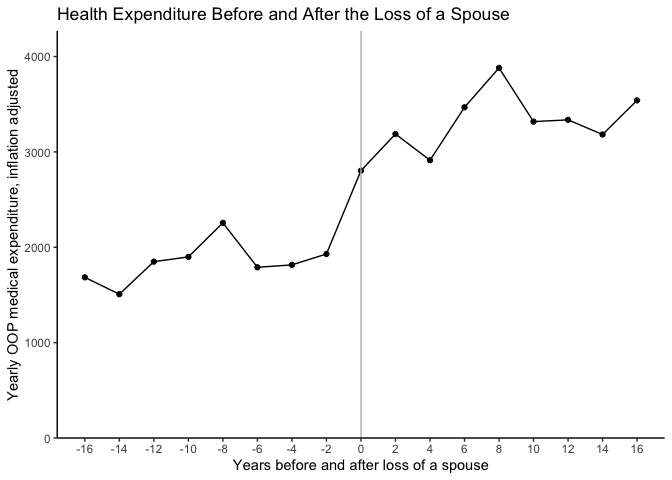 Health Expenditure Before and After the Loss of a Spouse
Yearly OOP medical expenditure, inflation adjusted
4000
3000
2000
1000
0
-16 -14 -12 -10 -8 -6 -4 -2 0 2 4 6 8 10 12 14 16
Years before and after loss of a spouse